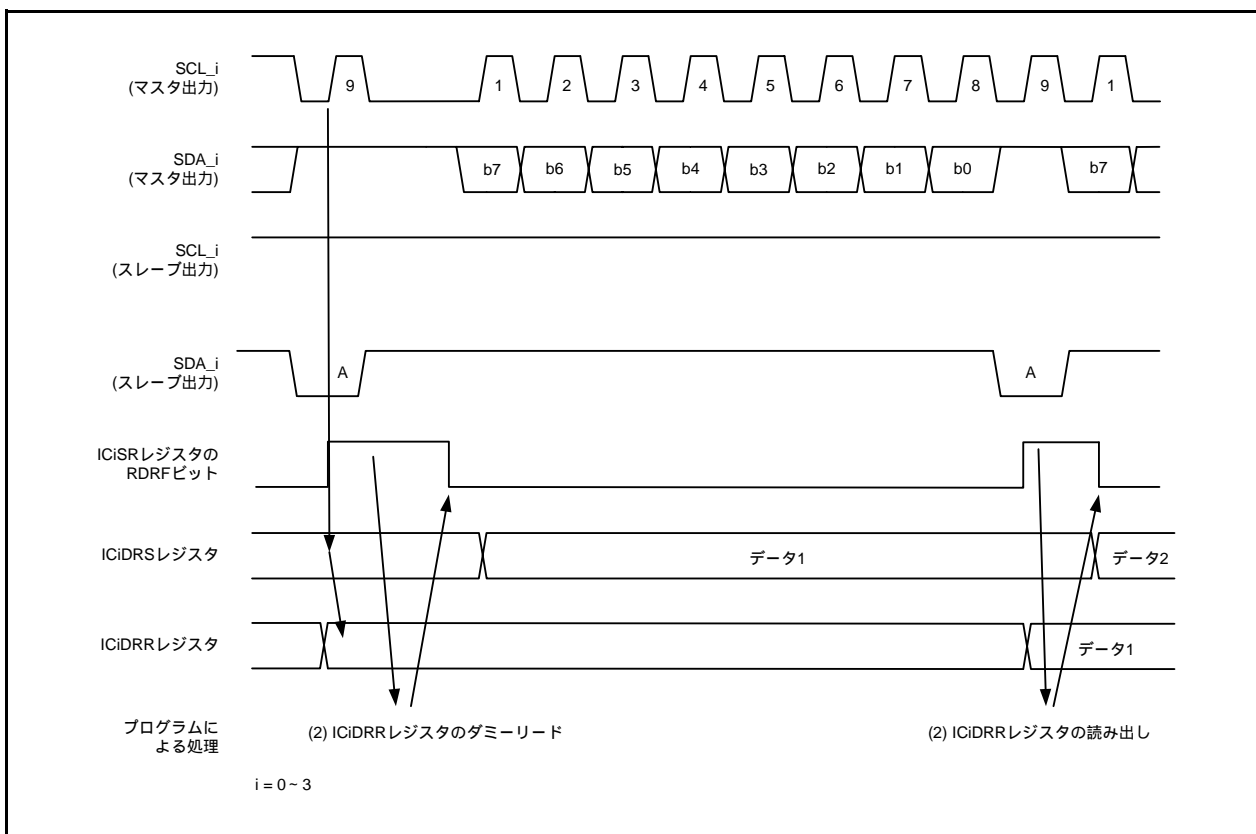 SCL_i
(マスタ出力)
9 1 2 3 4 5 6 7 8 9 1
SDA_i
(マスタ出力)
b7 b6 b5 b4 b3 b2 b1 b0 b7
SCL_i
(スレーブ出力)
SDA_i
(スレーブ出力)
A A
ICiSRレジスタの
RDRFビット
ICiDRSレジスタ
データ1 データ2
ICiDRRレジスタ
データ1
プログラムに
よる処理
(2) ICiDRRレジスタのダミーリード (2) ICiDRRレジスタの読み出し
i = 0~3